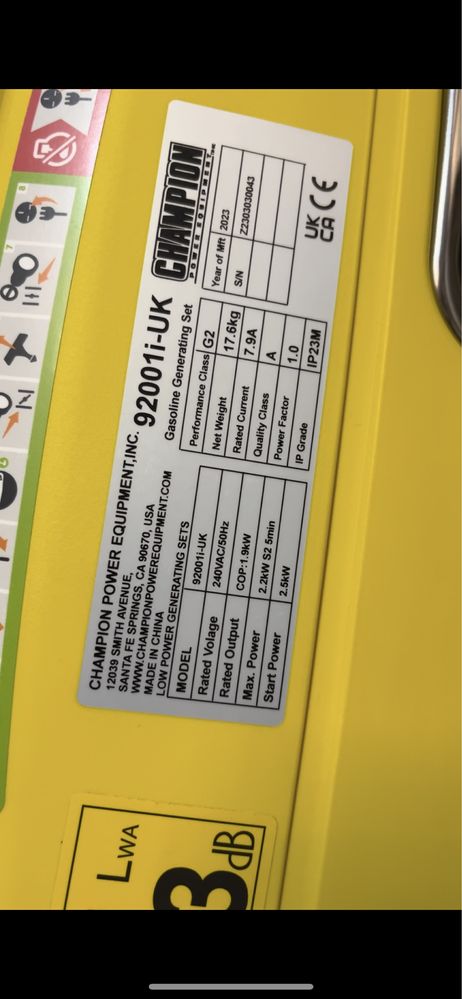 CHAMPION POWER EQUIPMENT,INC.
12039 SMITH AVENUE,
SANTA FE SPRINGS, CA 90670, USA
WWW.CHAMPIONPOWEREQUIPMENT.COM
MADE IN CHINA
LOW POWER GENERATING SETS
MODEL 92001i-UK
Rated Volage 240VAC/50Hz
Rated Output COP:1.9kW
Max. Power 2.2kW S2 5min
Start Power 2.5kW
92001i-UK
Gasoline Generating Set
Performance Class G2
Net Weight 17.6kg
Rated Current 7.9A
Quality Class A
Power Factor 1.0
IP Grade IP23M
CHAMPION
POWER EQUIPMENT
Year of Mft 2023
S/N Z2303030043
UK
CA CE
LWA
3
dB
7
8